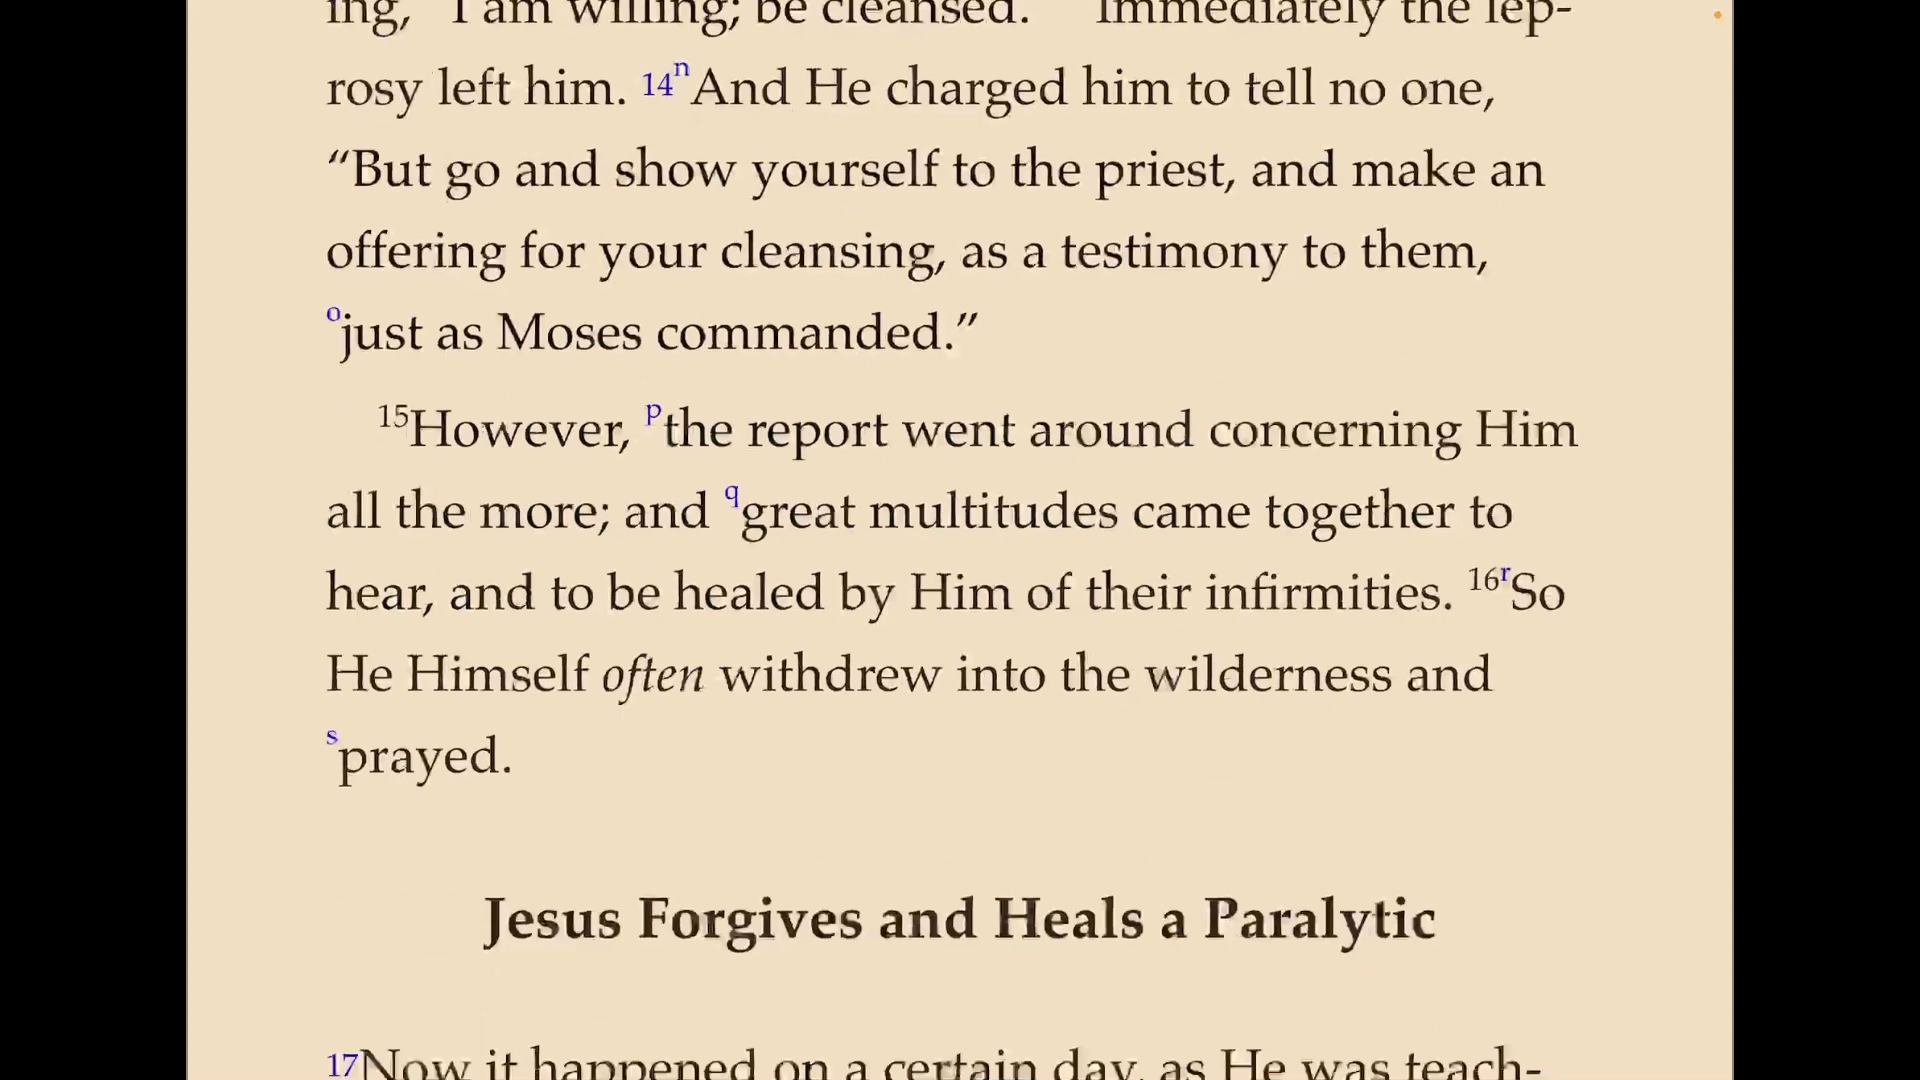 ing, “I am willing; be cleansed.” Immediately the lep-
rosy left him. 14nAnd He charged him to tell no one,
“But go and show yourself to the priest, and make an
offering for your cleansing, as a testimony to them,
ojust as Moses commanded.”
15However, pthe report went around concerning Him
all the more; and qgreat multitudes came together to
hear, and to be healed by Him of their infirmities. 16rSo
He Himself often withdrew into the wilderness and
sprayed.
Jesus Forgives and Heals a Paralytic
17Now it happened on a certain day, as He was teach-